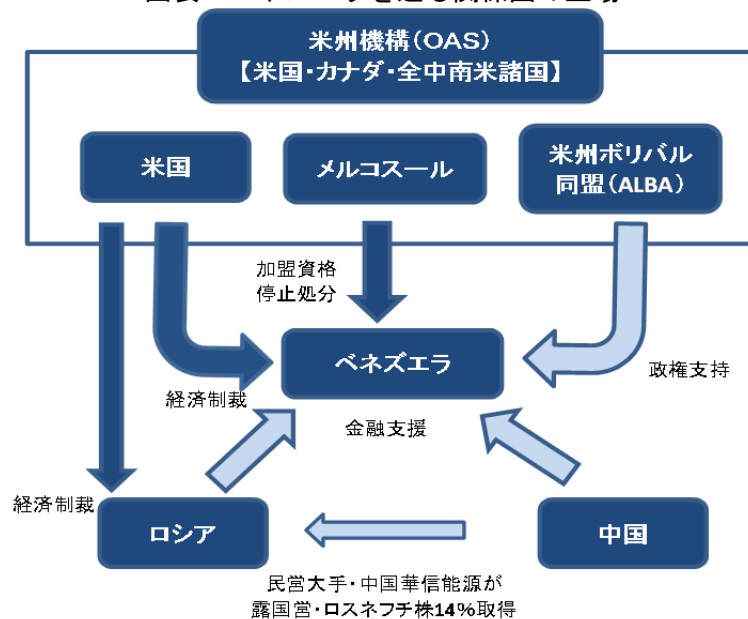 米州機構(OAS)
【米国・カナダ・全中南米諸国】
米国
メルコスール
米州ボリバル
同盟(ALBA)
加盟資格
停止処分
ベネズエラ
政権支持
経済制裁
金融支援
経済制裁
ロシア
中国
民営大手・中国華信能源が
露国営・ロスネフチ株14%取得